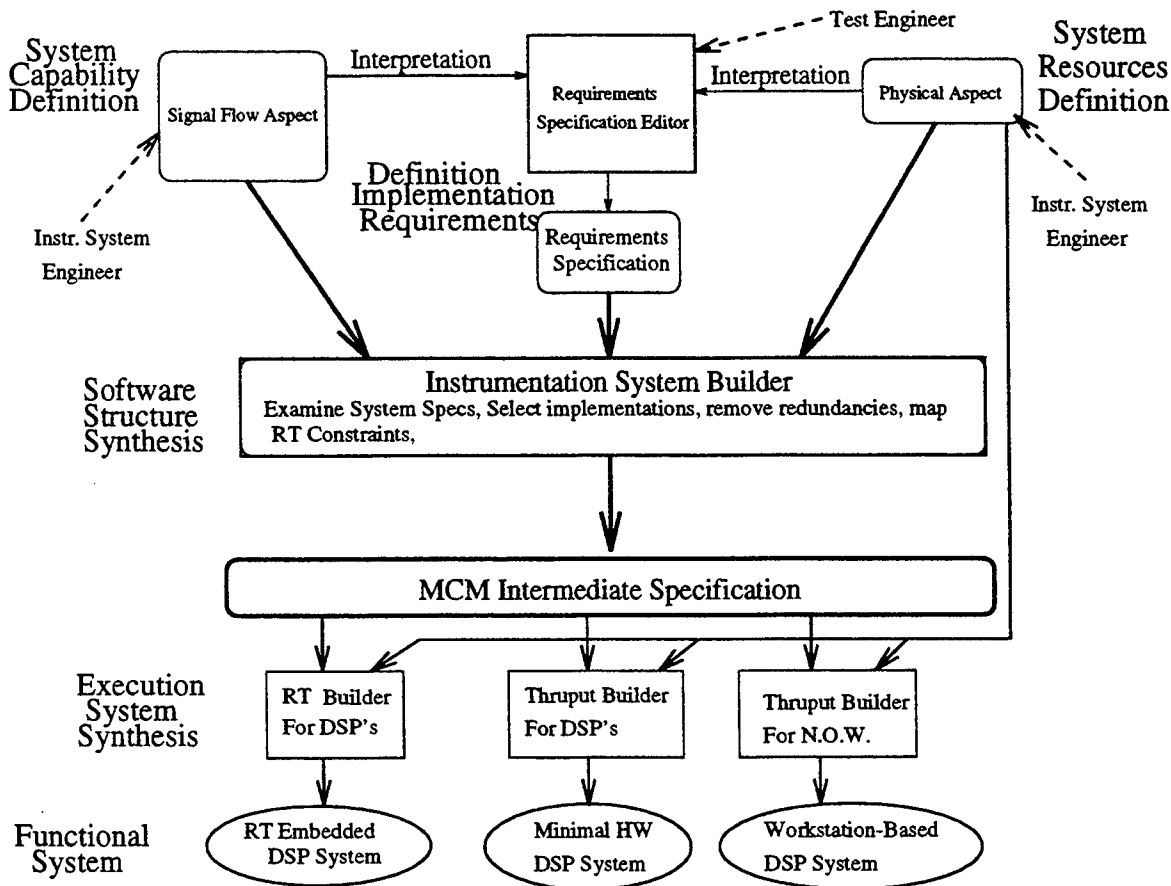 Test Engineer
System
Capability
Definition
Interpretation
System
Resources
Definition
Interpretation
Signal Flow Aspect
Requirements
Specification Editor
Physical Aspect
Definition
Implementation
Requirements
Instr. System
Engineer
Requirements
Specification
Instr. System
Engineer
Software
Structure
Synthesis
Instrumentation System Builder
Examine System Specs, Select implementations, remove redundancies, map
RT Constraints,
MCM Intermediate Specification
Execution
System
Synthesis
RT Builder
For DSP's
Thruput Builder
For DSP's
Thruput Builder
For N.O.W.
Functional
System
RT Embedded
DSP System
Minimal HW
DSP System
Workstation-Based
DSP System